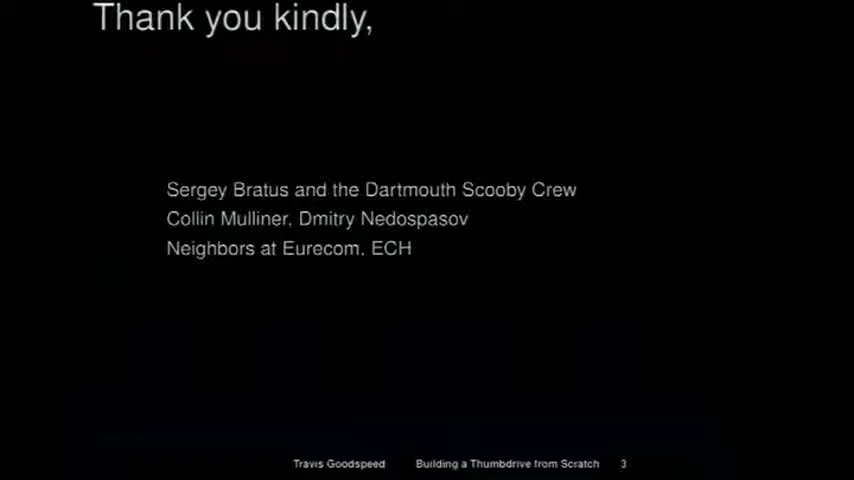 Thank you kindly,
Sergey Bratus and the Dartmouth Scooby Crew
Collin Mulliner, Dmitry Nedospasov
Neighbors at Eurecom, ECH
Travis Goodspeed Building a Thumbdrive from Scratch 3